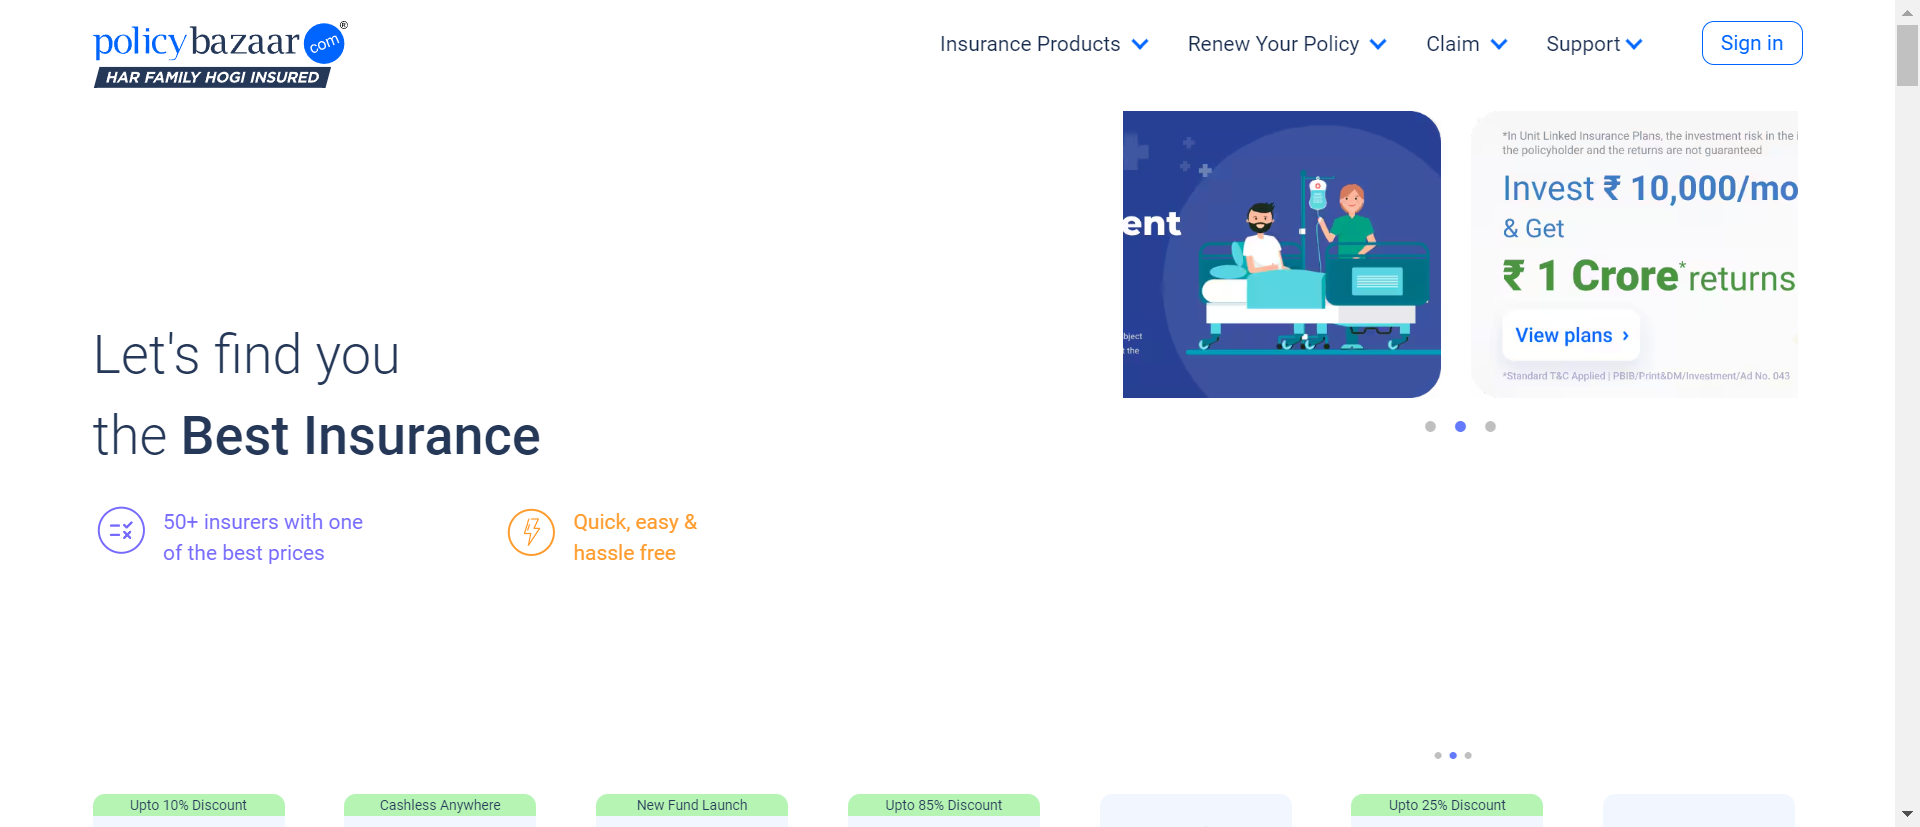 policybazaar com ®
HAR FAMILY HOGI INSURED
Insurance Products
Renew Your Policy
Claim
Support
Sign in
ent
bject
t the
*In Unit Linked Insurance Plans, the investment risk in the i
the policyholder and the returns are not guaranteed
Invest ₹ 10,000/mo
& Get
₹ 1 Crore* returns
View plans ›
*Standard T&C Applied | PBIB/Print&DM/Investment/Ad No. 043
Let's find you
the Best Insurance
50+ insurers with one
of the best prices
Quick, easy &
hassle free
Upto 10% Discount
Cashless Anywhere
New Fund Launch
Upto 85% Discount
Upto 25% Discount